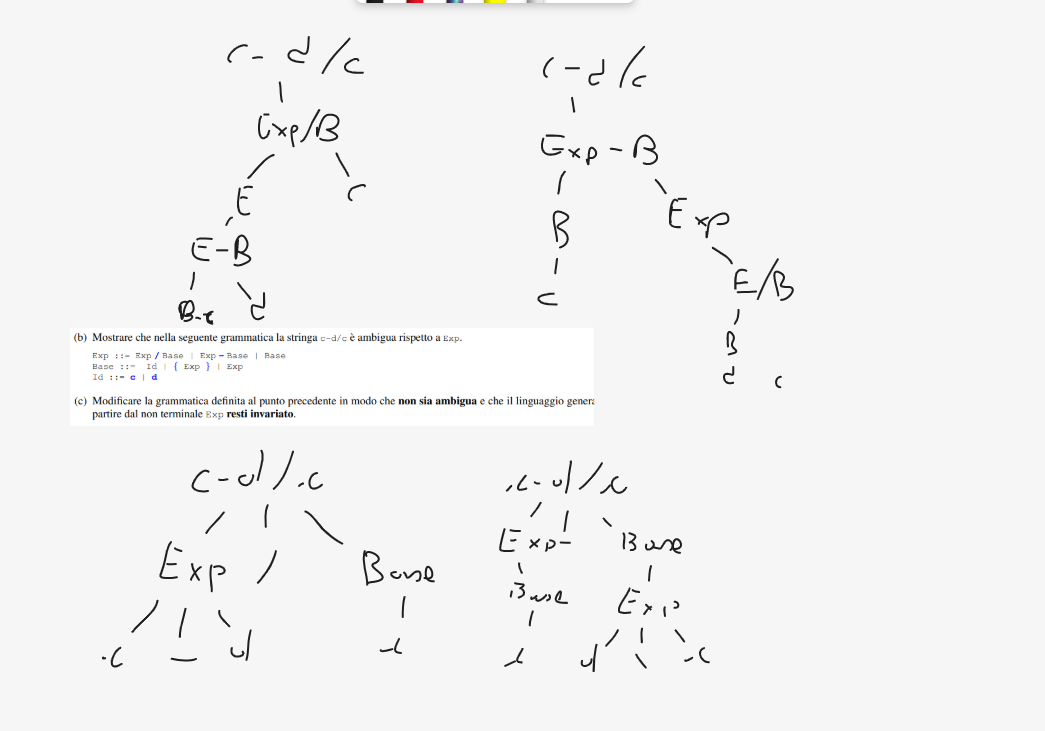 c - d / c
Exp/B
E
c
E-B
B-c
d
c - d / c
Exp - B
B
Exp
c
E/B
B
d
c
(b) Mostrare che nella seguente grammatica la stringa c-d/c è ambigua rispetto a Exp.
Exp ::= Exp / Base | Exp - Base | Base
Base ::= Id | { Exp } | Exp
Id ::= c | d
(c) Modificare la grammatica definita al punto precedente in modo che non sia ambigua e che il linguaggio genera
partire dal non terminale Exp resti invariato.
c - d / c
Exp / Base
c - d
c
c - d / c
Exp - Base
Base Exp
c
d \ c